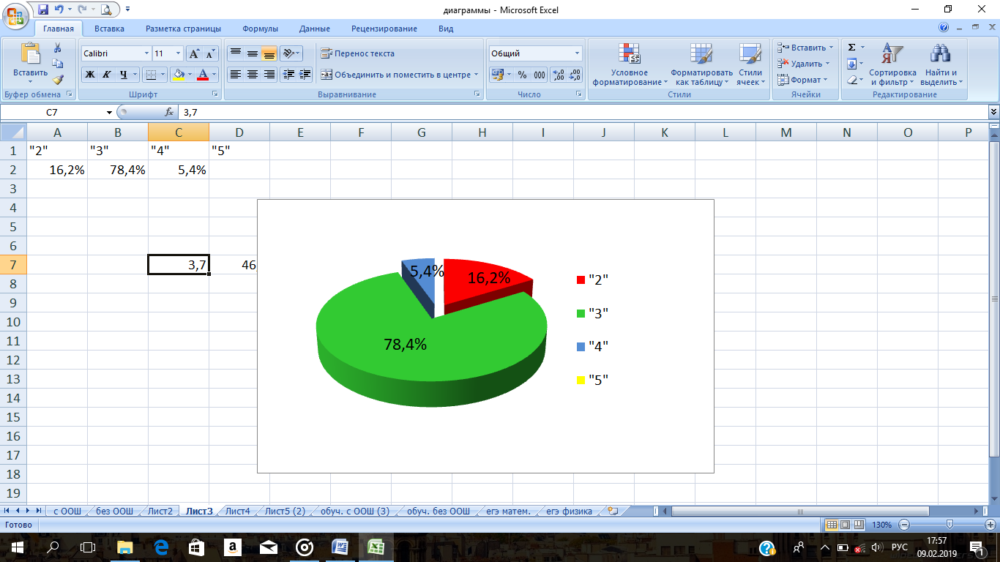 диаграммы - Microsoft Excel
Главная Вставка Разметка страницы Формулы Данные Рецензирование Вид
Вставить
Буфер обмена
Calibri 11
Ж К Ч
Шрифт
Перенос текста
Объединить и поместить в центре
Выравнивание
Общий
% 000
Число
Условное форматирование
Форматировать как таблицу
Стили ячеек
Стили
Вставить
Удалить
Формат
Ячейки
Σ
Сортировка и фильтр
Найти и выделить
Редактирование
C7 fx 3,7
A B C D E F G H I J K L M N O P
1 "2" "3" "4" "5"
2 16,2% 78,4% 5,4%
3
4
5
6
7 3,7 46,
8
9
10
11
12
13
14
15
16
17
18
19
5,4%
16,2%
78,4%
"2"
"3"
"4"
"5"
с ООШ без ООШ Лист2 Лист3 Лист4 Лист5 (2) обуч. с ООШ (3) обуч. без ООШ егэ матем. егэ физика
Готово 130%
РУС 17:57
09.02.2019
1